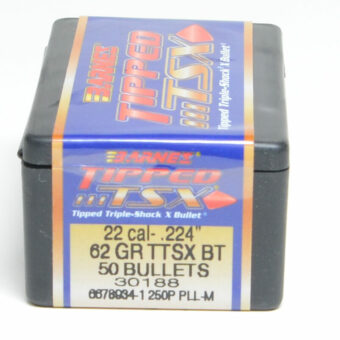 BARNES
TIPPED
TSX
Tipped Triple-Shock X Bullet®
BARNES®
TIPPED
TSX
Tipped Triple-Shock X Bullet®
22 cal- .224"
62 GR TTSX BT
50 BULLETS
30188
6678934-1 250P PLL-M